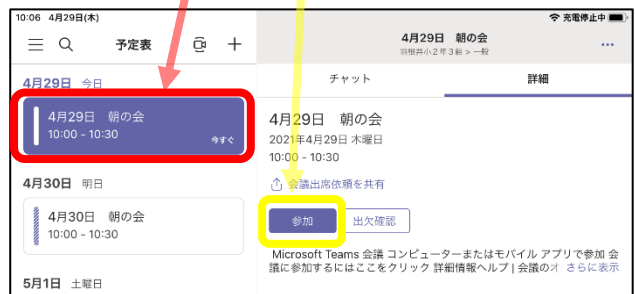 10:06 4月29日(木)
充電停止中
予定表
4月29日 朝の会
羽根井小2年3組 > 一般
チャット
詳細
4月29日 今日
4月29日 朝の会
10:00 – 10:30
今すぐ
4月30日 明日
4月30日 朝の会
10:00 – 10:30
5月1日 土曜日
4月29日 朝の会
2021年4月29日 木曜日
10:00 - 10:30
会議出席依頼を共有
参加
出欠確認
Microsoft Teams 会議 コンピューターまたはモバイル アプリで参加 会
議に参加するにはここをクリック 詳細情報ヘルプ | 会議のオ さらに表示